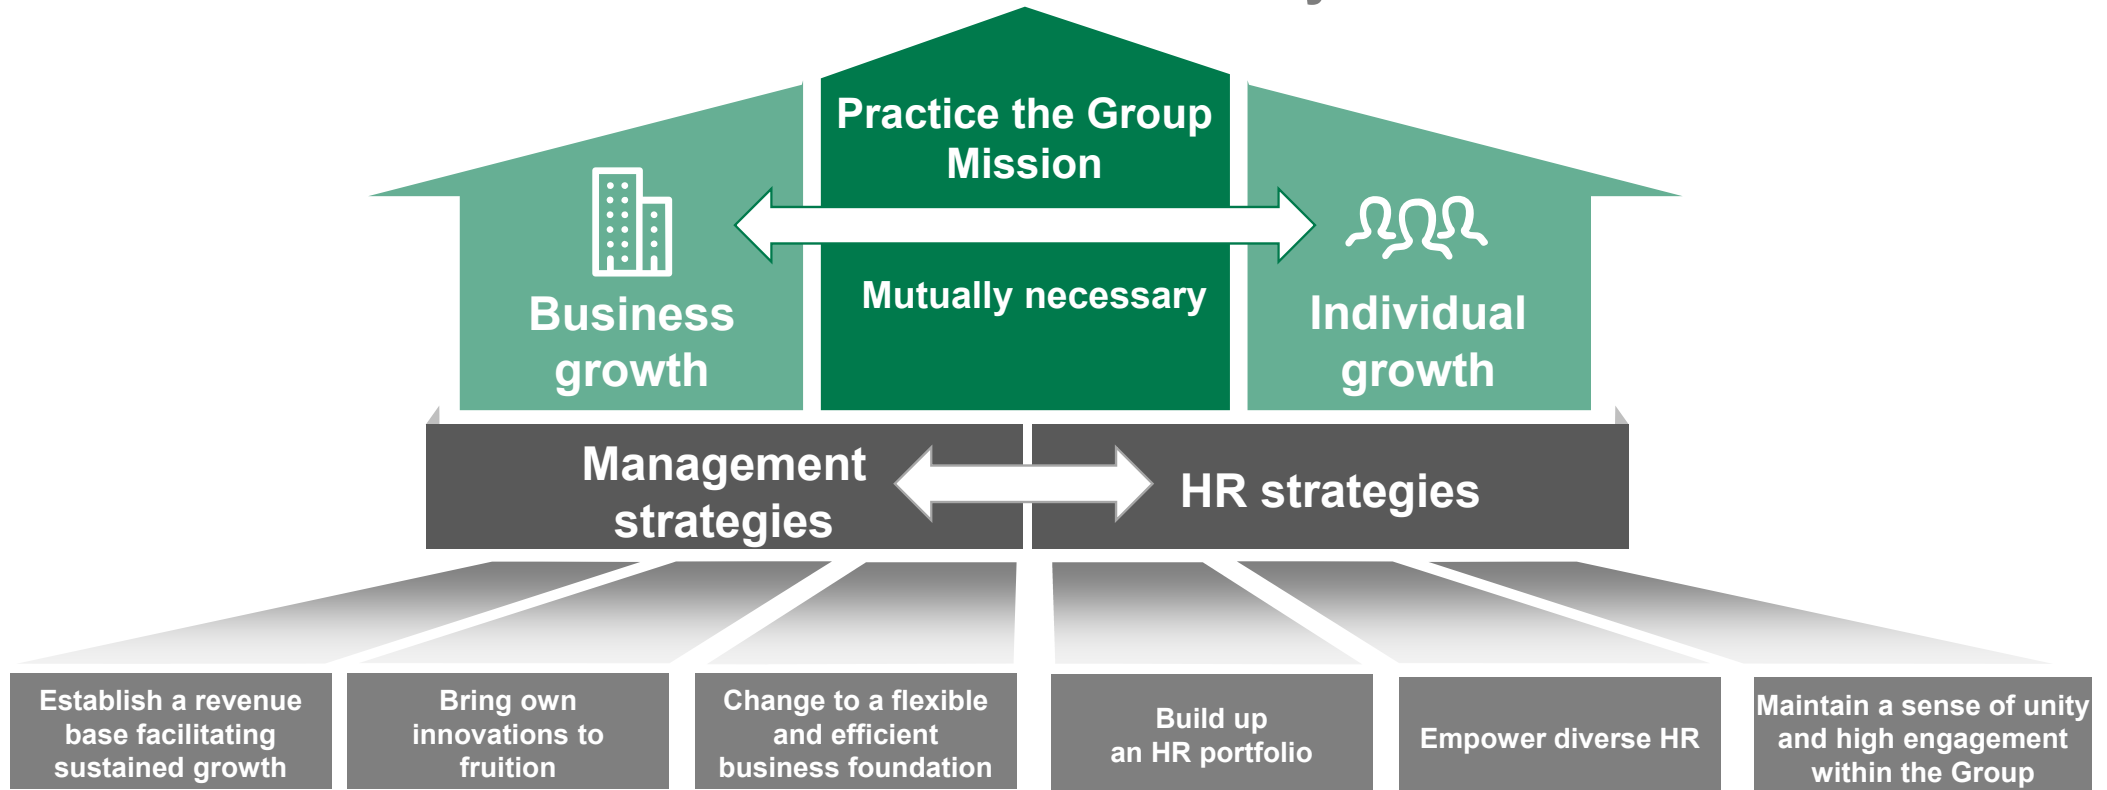 Practice the Group
Mission
Mutually necessary
Business
growth
Individual
growth
Management
strategies
HR strategies
Establish a revenue
base facilitating
sustained growth
Bring own
innovations to
fruition
Change to a flexible
and efficient
business foundation
Build up
an HR portfolio
Empower diverse HR
Maintain a sense of unity
and high engagement
within the Group